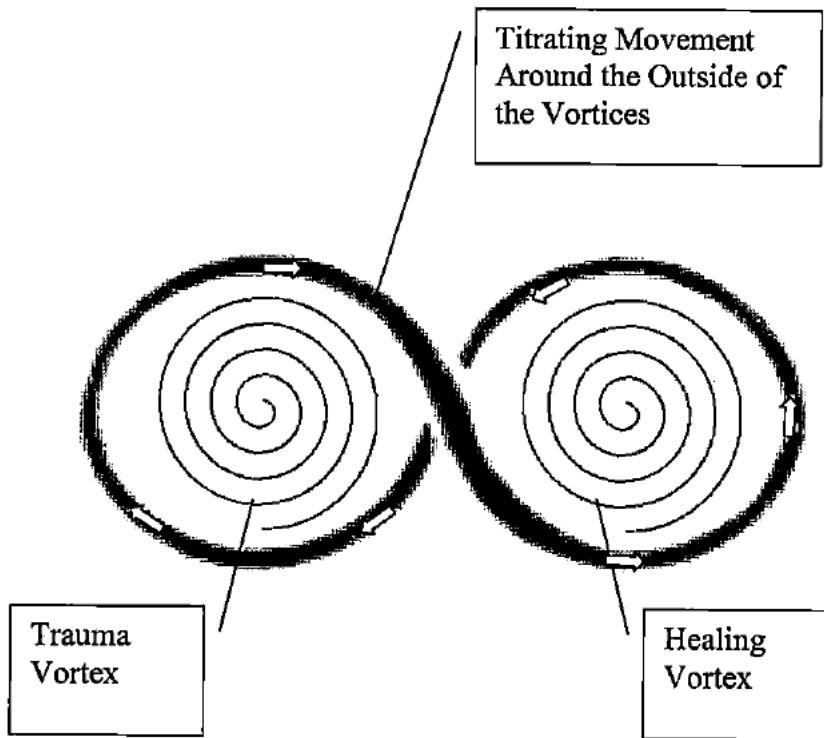 Titrating Movement
Around the Outside of
the Vortices
Trauma
Vortex
Healing
Vortex